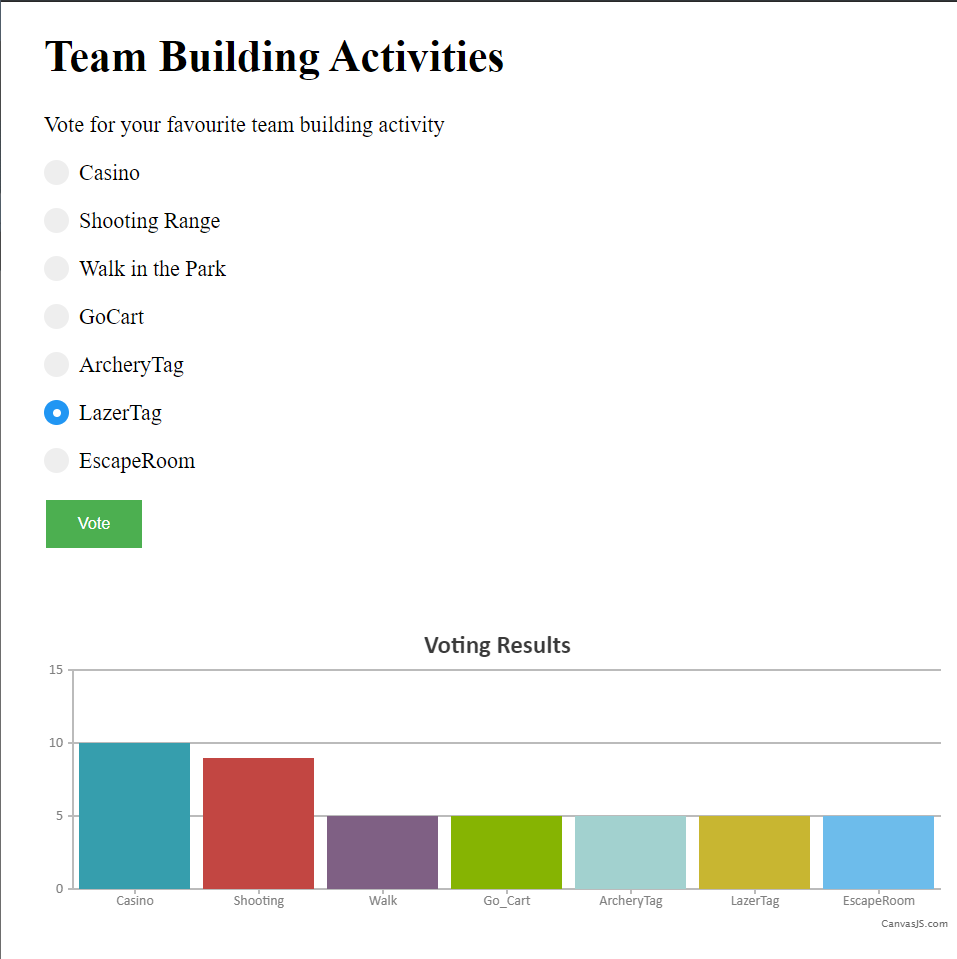 Team Building Activities
Vote for your favourite team building activity
Casino
Shooting Range
Walk in the Park
GoCart
ArcheryTag
LazerTag
EscapeRoom
Vote
Voting Results
15
10
5
0
Casino Shooting Walk Go_Cart ArcheryTag LazerTag EscapeRoom
CanvasJS.com